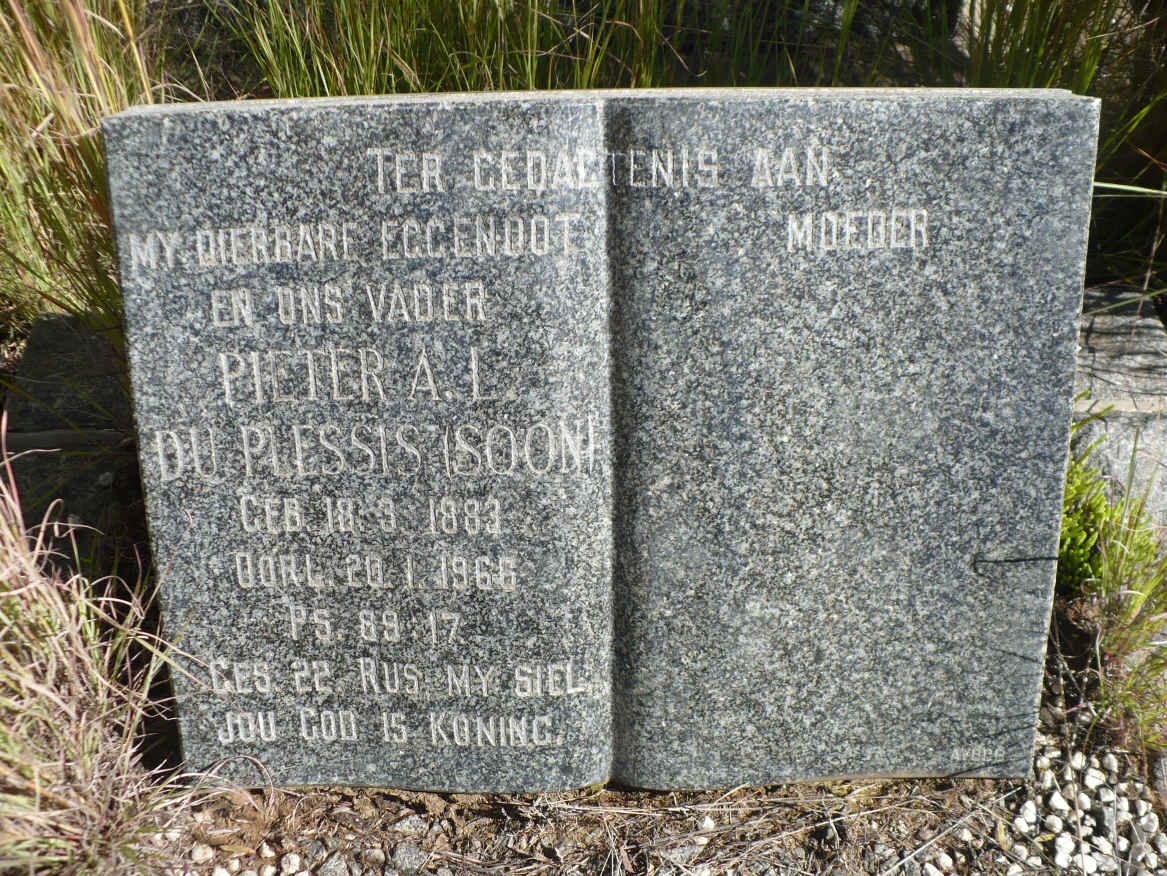 TER GEDAGTENIS AAN
MY DIERBARE EGGENOOT
EN ONS VADER
PIETER A. L.
DU PLESSIS (SOON)
GEB. 18. 3. 1883
OORL. 20. 1. 1966
PS. 89. 17
GES 22 RUS MY SIEL,
JOU GOD IS KONING.
MOEDER